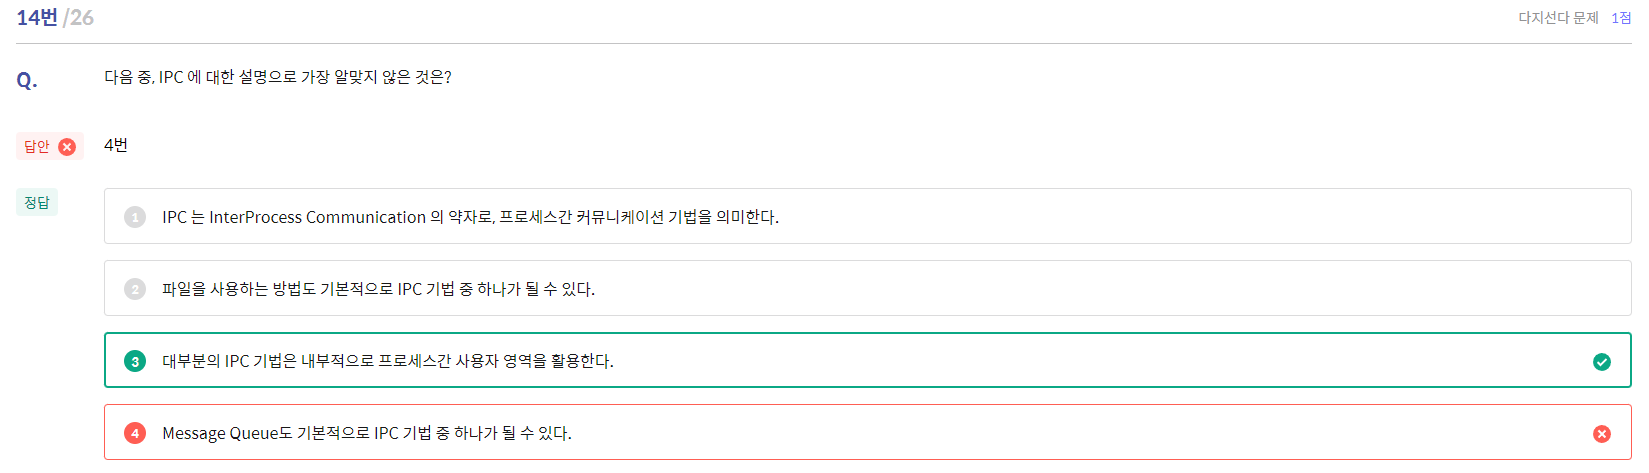 14번 /26
다지선다 문제 1점
Q. 다음 중, IPC 에 대한 설명으로 가장 알맞지 않은 것은?
답안 4번
정답
1 IPC 는 InterProcess Communication 의 약자로, 프로세스간 커뮤니케이션 기법을 의미한다.
2 파일을 사용하는 방법도 기본적으로 IPC 기법 중 하나가 될 수 있다.
3 대부분의 IPC 기법은 내부적으로 프로세스간 사용자 영역을 활용한다.
4 Message Queue도 기본적으로 IPC 기법 중 하나가 될 수 있다.